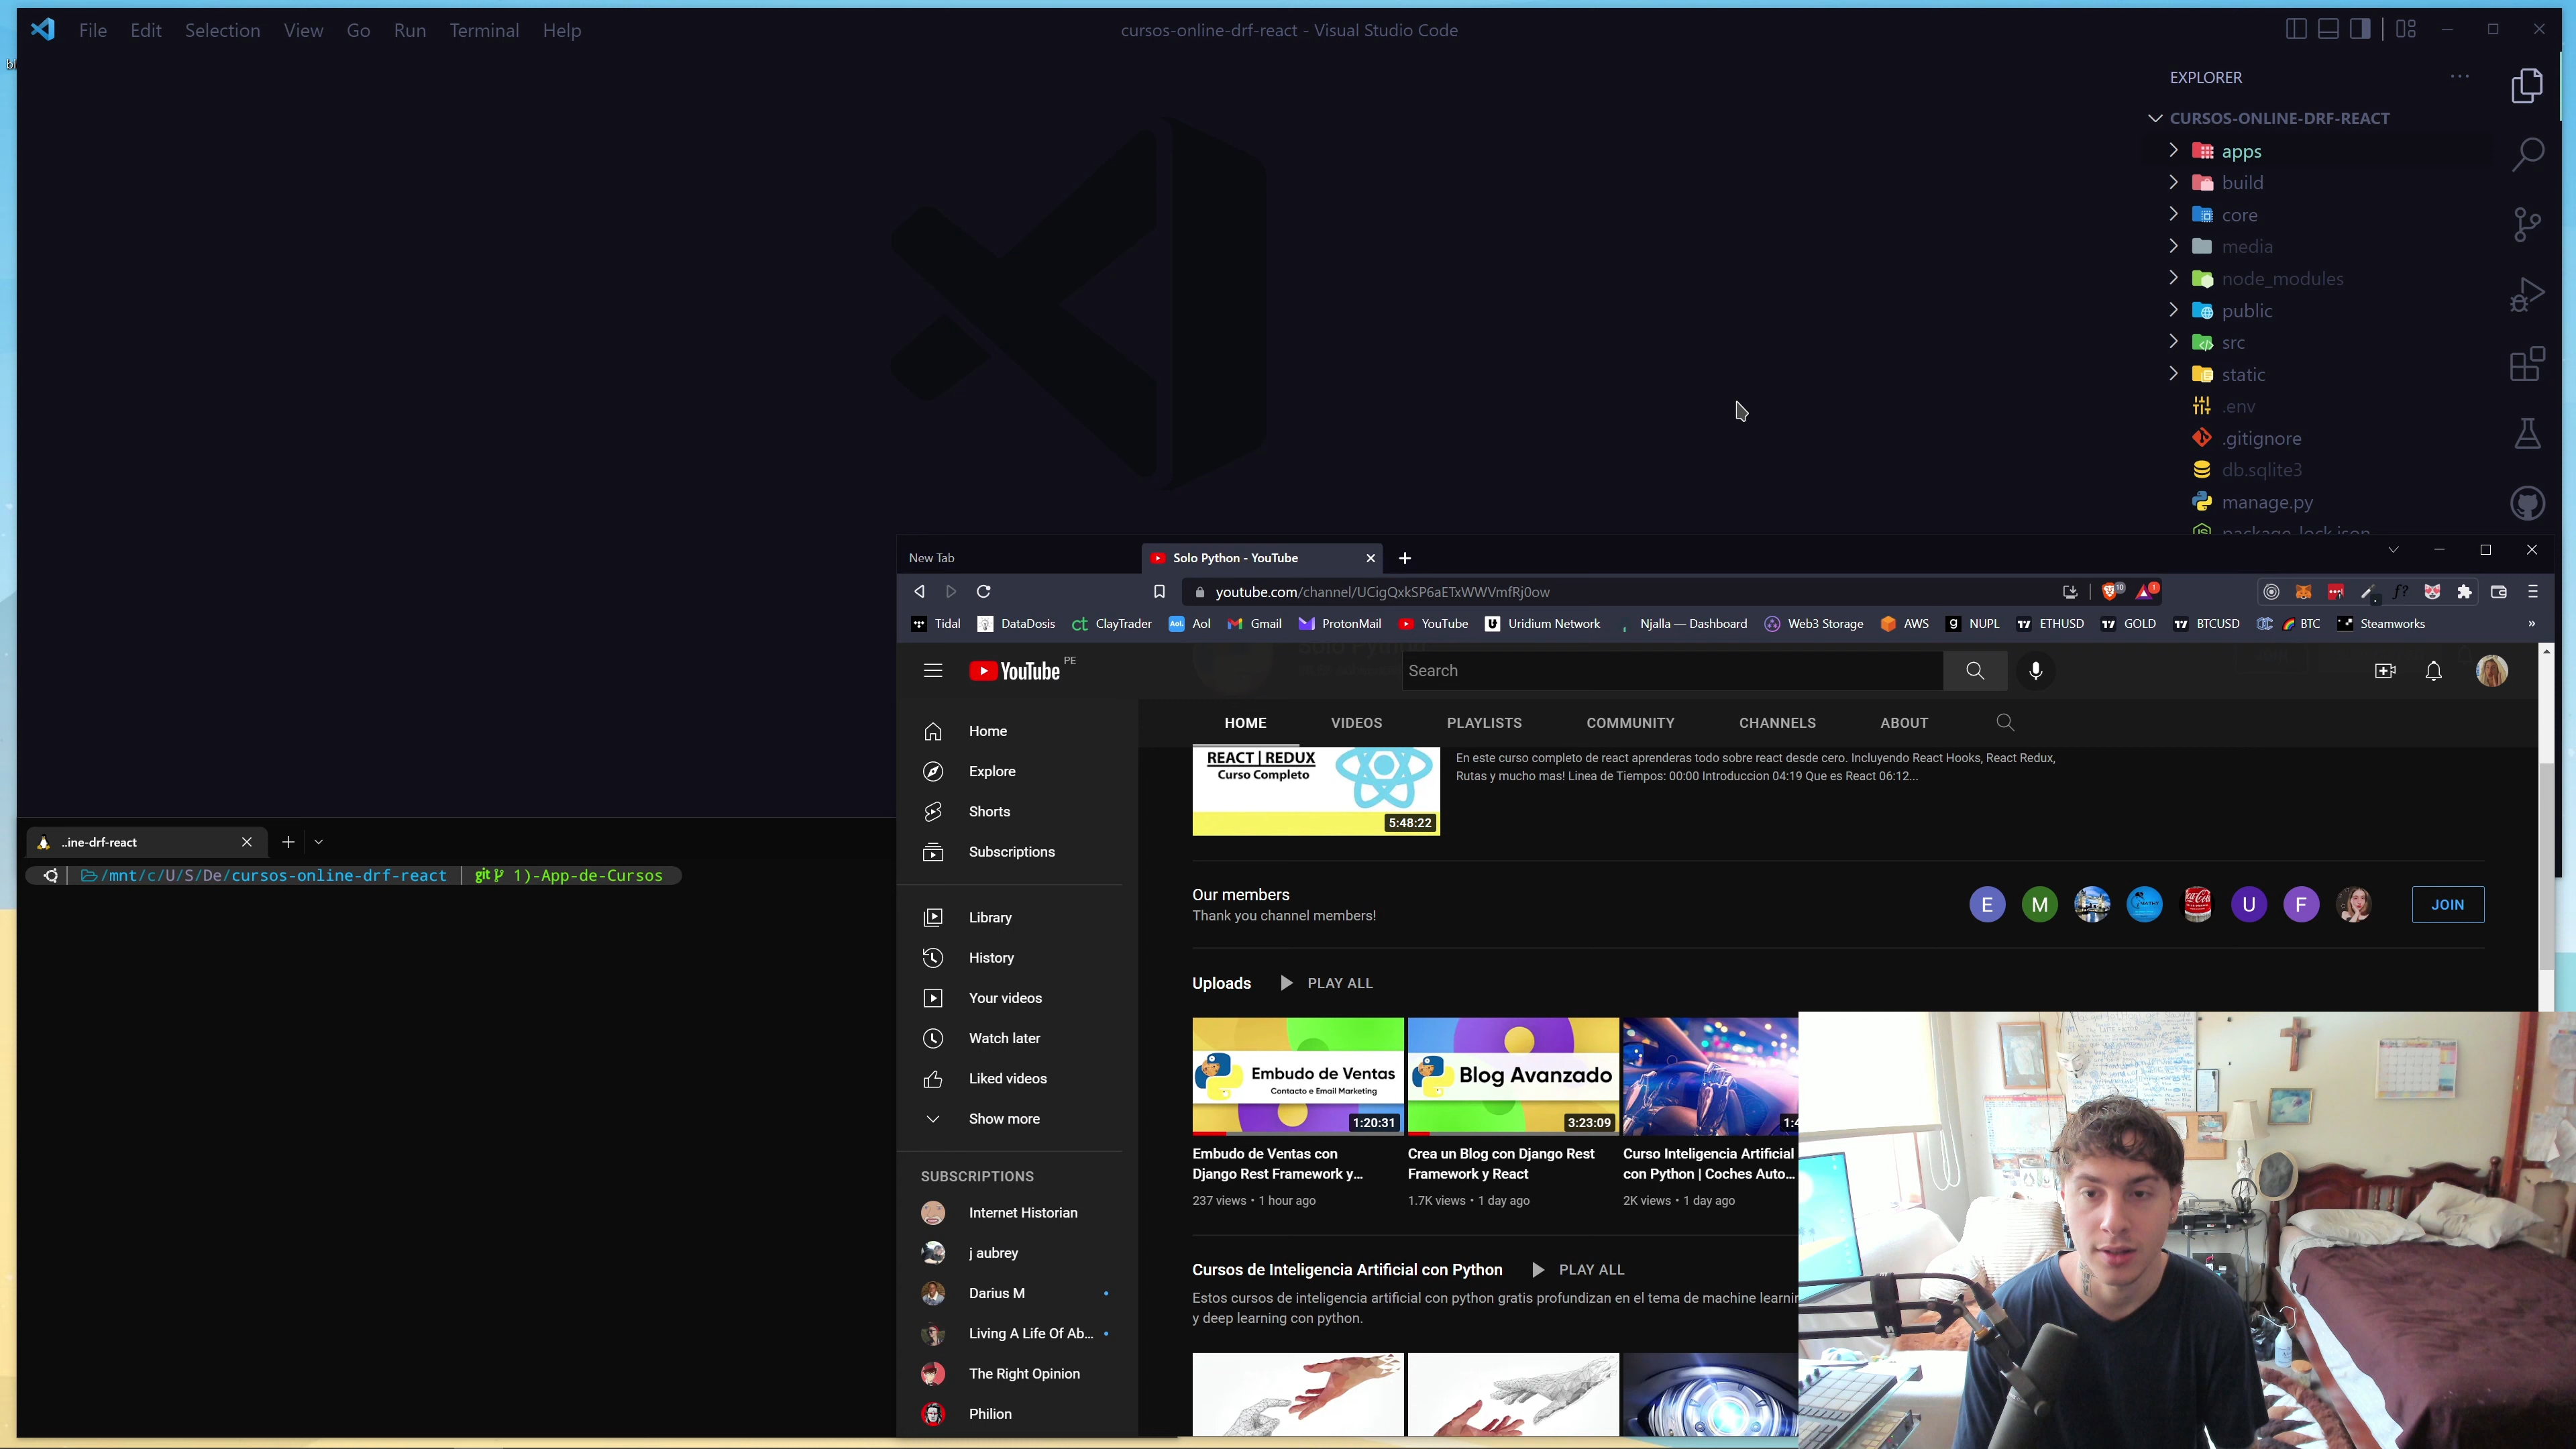 File Edit Selection View Go Run Terminal Help
cursos-online-drf-react - Visual Studio Code
EXPLORER
CURSOS-ONLINE-DRF-REACT
apps
build
core
media
node_modules
public
src
static
.env
.gitignore
db.sqlite3
manage.py
package-lock.json
..ine-drf-react
/mnt/c/U/S/De/cursos-online-drf-react git 1)-App-de-Cursos
New Tab
Solo Python - YouTube
youtube.com/channel/UCigQxkSP6aETxWWVmfRj0ow
10
1
Tidal DataDosis ClayTrader Aol Gmail ProtonMail YouTube Uridium Network Njalla — Dashboard Web3 Storage AWS NUPL ETHUSD GOLD BTCUSD BTC Steamworks »
YouTube PE
Search
Home
Explore
Shorts
Subscriptions
Library
History
Your videos
Watch later
Liked videos
Show more
SUBSCRIPTIONS
Internet Historian
j aubrey
Darius M
Living A Life Of Ab...
The Right Opinion
Philion
Solo Python
HOME VIDEOS PLAYLISTS COMMUNITY CHANNELS ABOUT
REACT | REDUX
Curso Completo
5:48:22
En este curso completo de react aprenderas todo sobre react desde cero. Incluyendo React Hooks, React Redux,
Rutas y mucho mas! Linea de Tiempos: 00:00 Introduccion 04:19 Que es React 06:12...
Our members
Thank you channel members!
E M U F
JOIN
Uploads PLAY ALL
Embudo de Ventas
Contacto e Email Marketing
1:20:31
Embudo de Ventas con
Django Rest Framework y...
237 views • 1 hour ago
Blog Avanzado
3:23:09
Crea un Blog con Django Rest
Framework y React
1.7K views • 1 day ago
Curso Inteligencia Artificial
con Python | Coches Auto...
2K views • 1 day ago
Cursos de Inteligencia Artificial con Python PLAY ALL
Estos cursos de inteligencia artificial con python gratis profundizan en el tema de machine learnin
y deep learning con python.